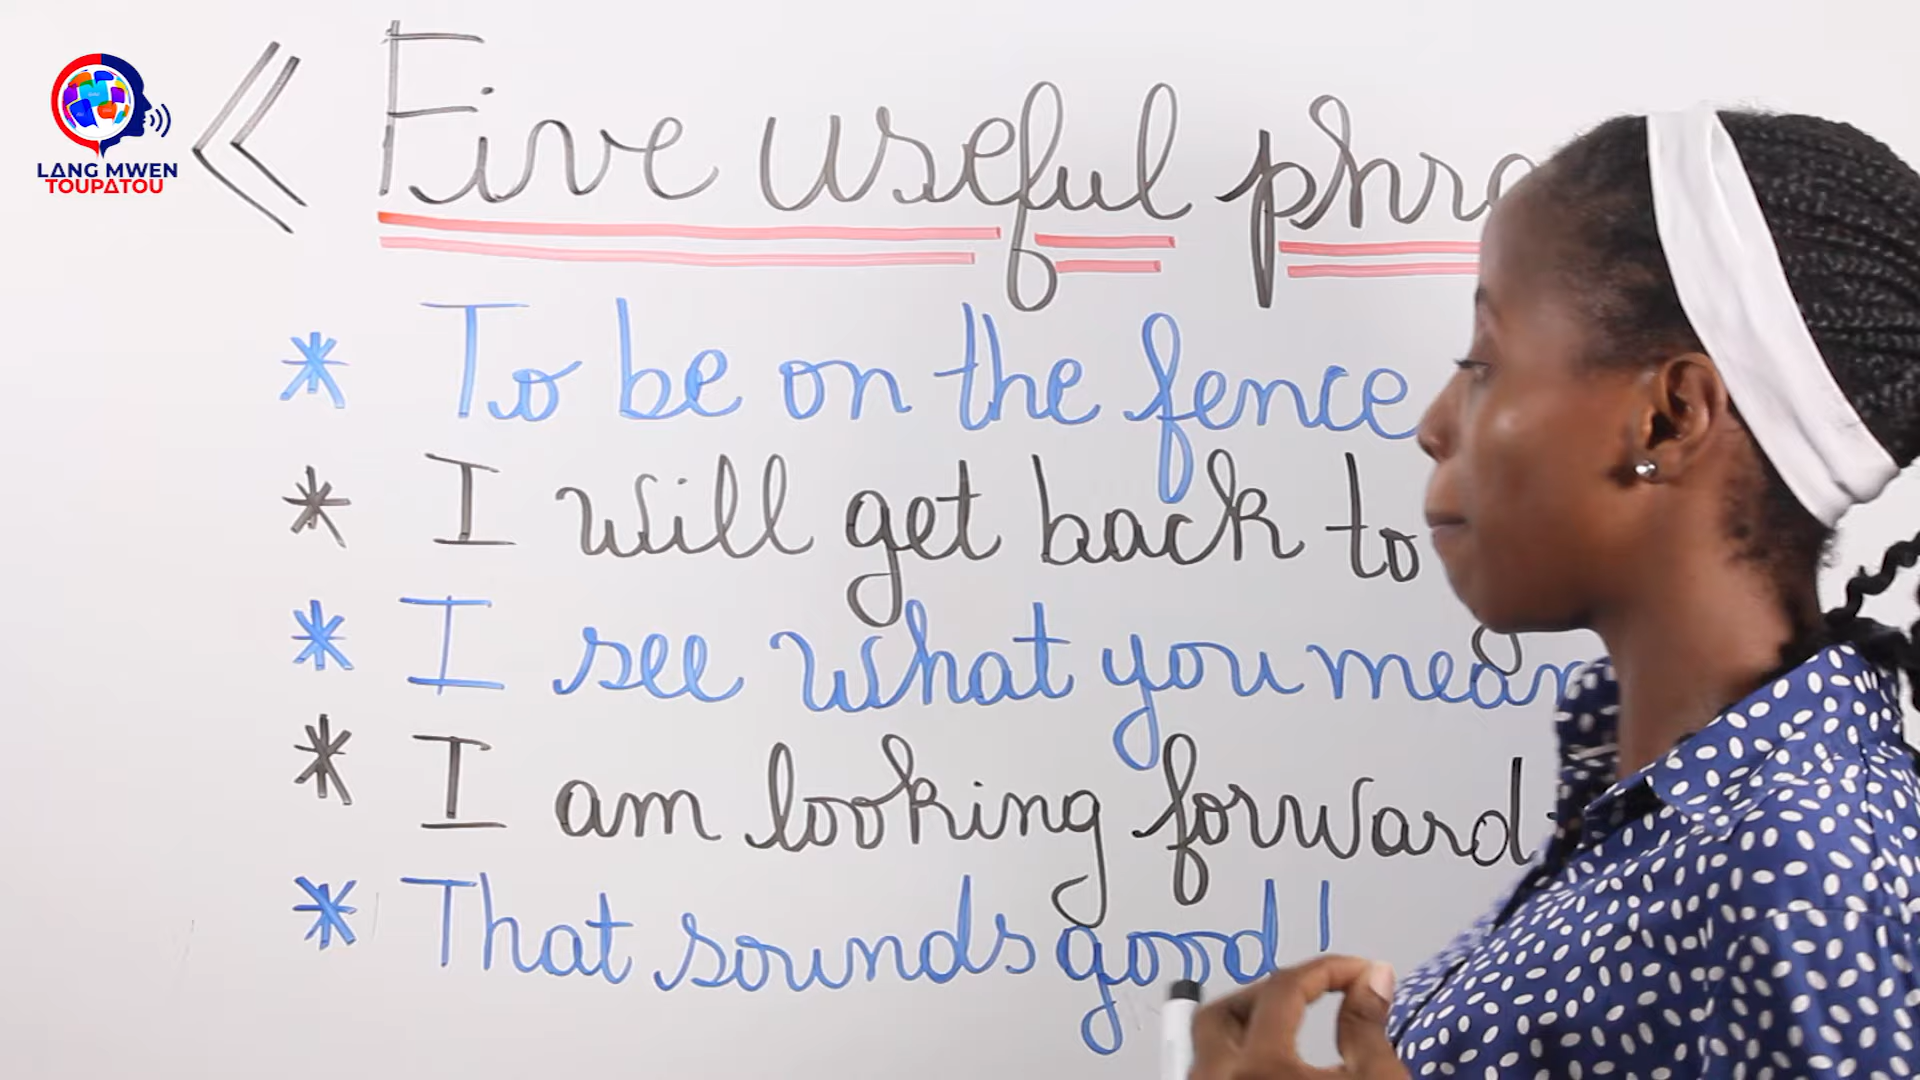 LANG MWEN
TOUPATOU
« Five useful
* To be on the fence
* I will get back to
* I see what you mean
* I am looking forward
* That sounds good!